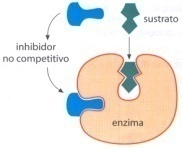 sustrato
inhibidor
no competitivo
enzima